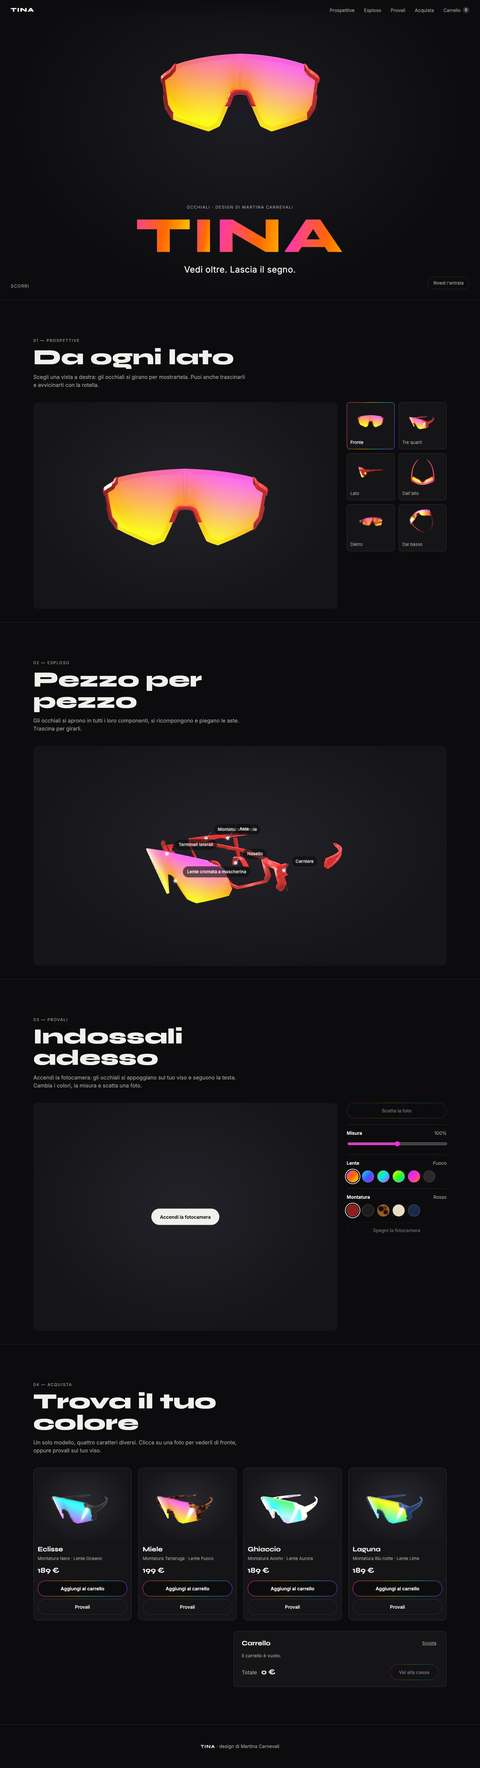 TINA
Prospettive
Esploso
Provali
Acquista
Carrello 0
OCCHIALI · DESIGN DI MARTINA CARNEVALI
TINA
Vedi oltre. Lascia il segno.
SCORRI
Rivedi l'entrata
01 — PROSPETTIVE
Da ogni lato
Scegli una vista a destra: gli occhiali si girano per mostrartela. Puoi anche trascinarli
e avvicinarti con la rotella.
Fronte
Tre quarti
Lato
Dall'alto
Dietro
Dal basso
02 — ESPLOSO
Pezzo per
pezzo
Gli occhiali si aprono in tutti i loro componenti, si ricompongono e piegano le aste.
Trascina per girarli.
Terminali laterali
Nasello
Cerniere
Lente cromata a mascherina
03 — PROVALI
Indossali
adesso
Accendi la fotocamera: gli occhiali si appoggiano sul tuo viso e seguono la testa.
Cambia i colori, la misura e scatta una foto.
Accendi la fotocamera
Scatta la foto
Misura
100%
Lente
Fuoco
Montatura
Rosso
Spegni la fotocamera
04 — ACQUISTA
Trova il tuo
colore
Un solo modello, quattro caratteri diversi. Clicca su una foto per vederli di fronte,
oppure provali sul tuo viso.
Eclisse
Montatura Nero · Lente Oceano
189 €
Aggiungi al carrello
Provali
Miele
Montatura Tartaruga · Lente Fuoco
199 €
Aggiungi al carrello
Provali
Ghiaccio
Montatura Avorio · Lente Aurora
189 €
Aggiungi al carrello
Provali
Laguna
Montatura Blu notte · Lente Lime
189 €
Aggiungi al carrello
Provali
Carrello
Svuota
Il carrello è vuoto.
Totale 0 €
Vai alla cassa
TINA · design di Martina Carnevali